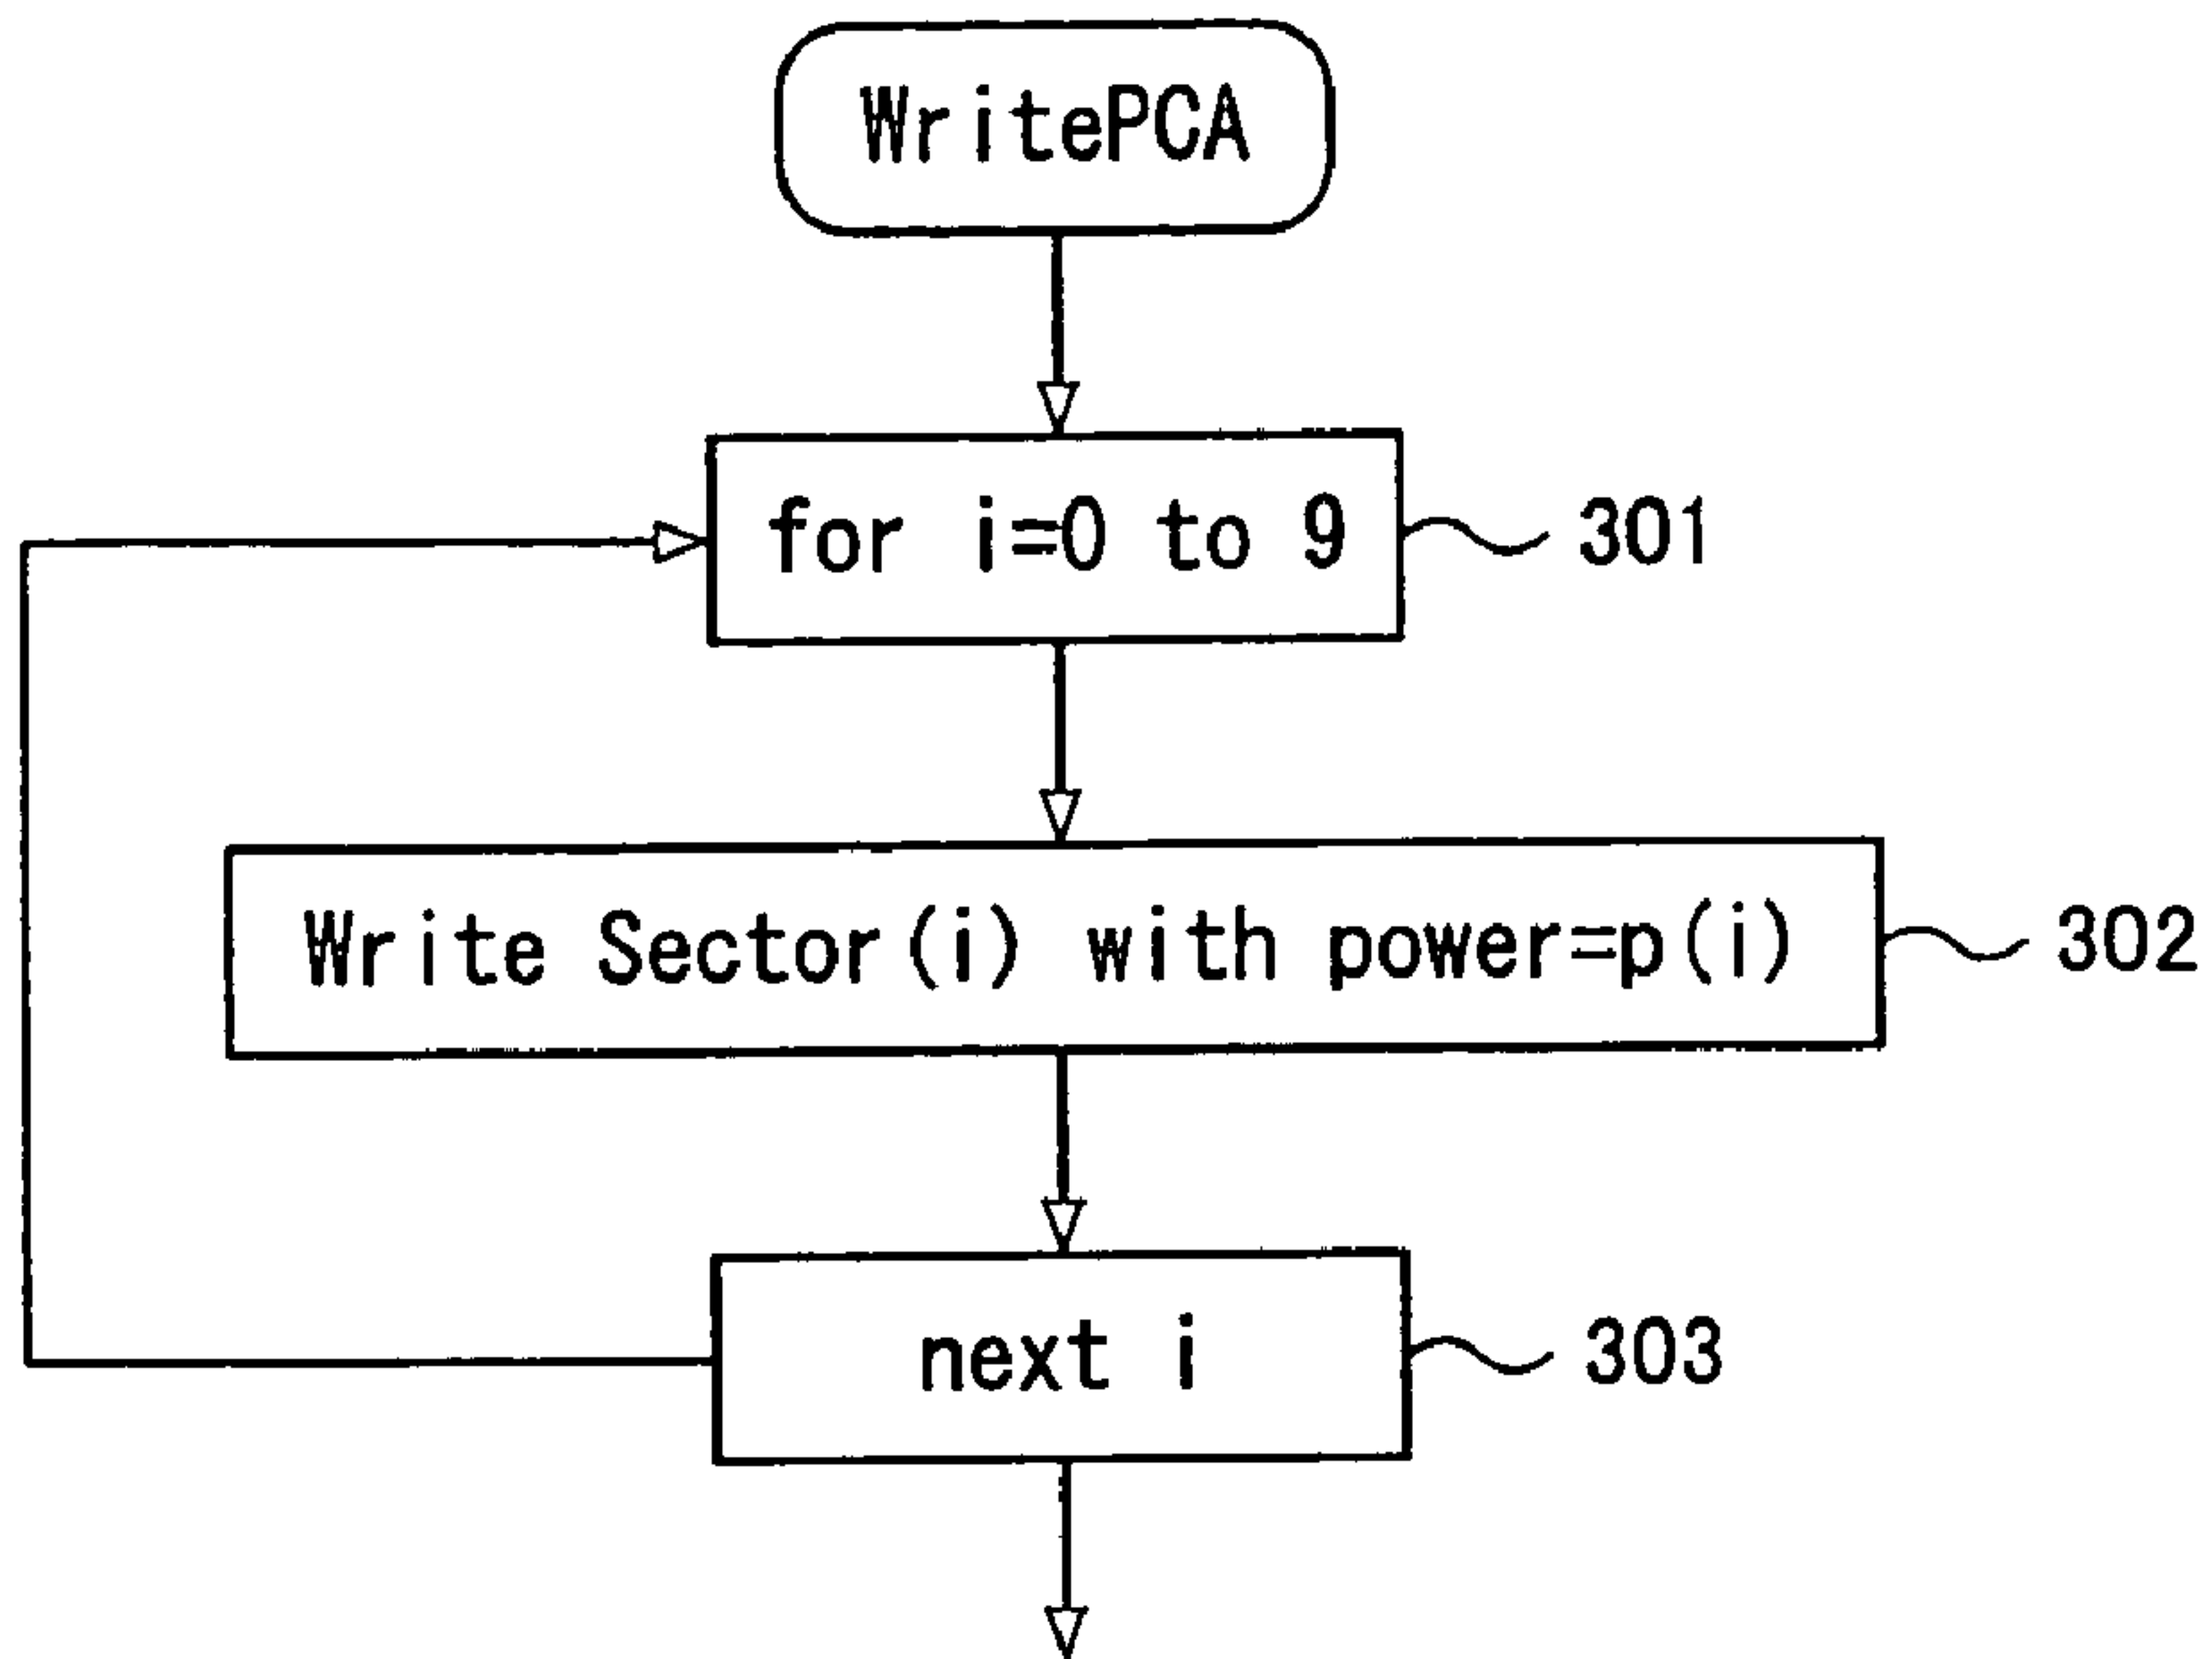 WritePCA
for i=0 to 9
301
Write Sector(i) with power=p(i)
302
next i
303